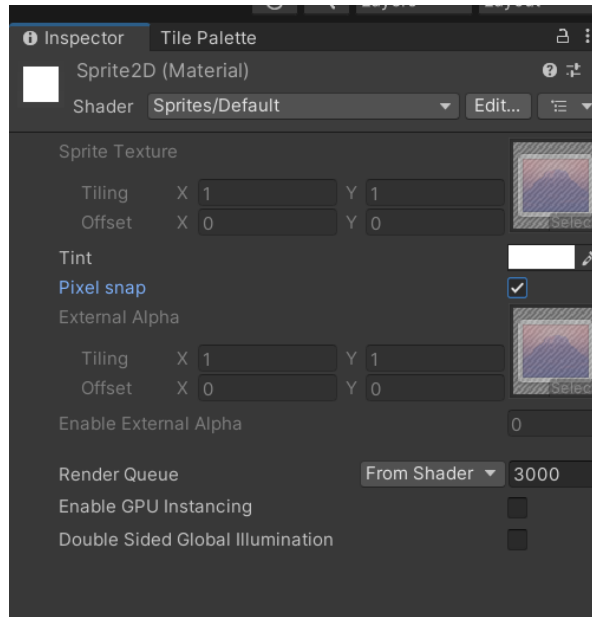 Inspector Tile Palette
Sprite2D (Material)
Shader Sprites/Default Edit...
Sprite Texture
Tiling X 1 Y 1
Offset X 0 Y 0
Select
Tint
Pixel snap
External Alpha
Tiling X 1 Y 1
Offset X 0 Y 0
Select
Enable External Alpha 0
Render Queue From Shader 3000
Enable GPU Instancing
Double Sided Global Illumination